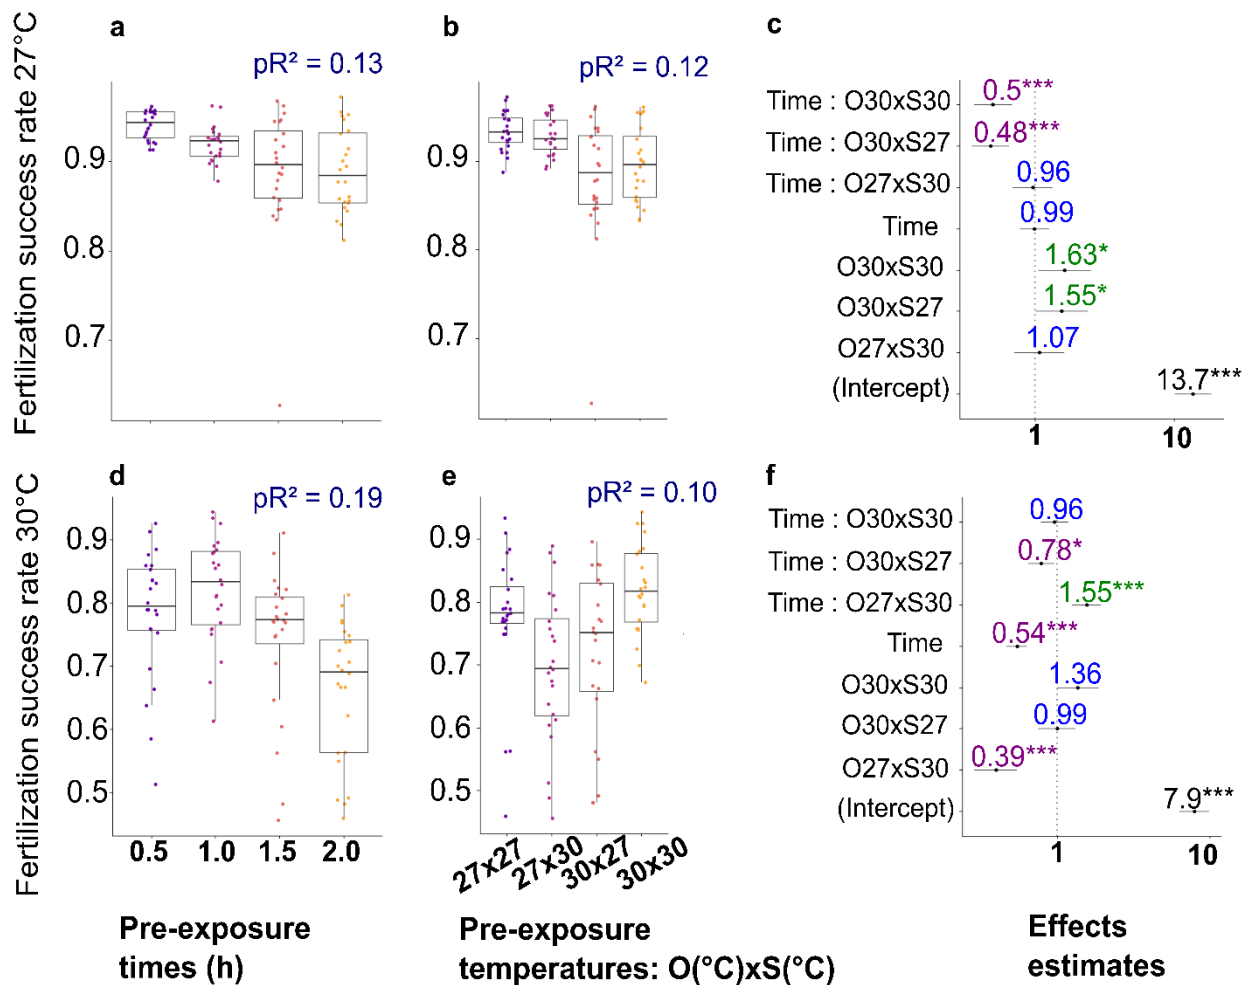 Fertilization success rate 27°C
a
pR² = 0.13
0.9
0.8
0.7
b
pR² = 0.12
0.9
0.8
0.7
c
Time : O30xS30
0.5***
Time : O30xS27
0.48***
Time : O27xS30
0.96
Time
0.99
O30xS30
1.63*
O30xS27
1.55*
O27xS30
1.07
(Intercept)
13.7***
1
10
Fertilization success rate 30°C
d
pR² = 0.19
0.9
0.8
0.7
0.6
0.5
0.5
1.0
1.5
2.0
Pre-exposure
times (h)
e
pR² = 0.10
0.9
0.8
0.7
0.6
0.5
27x27
27x30
30x27
30x30
Pre-exposure
temperatures: O(°C)xS(°C)
f
Time : O30xS30
0.96
Time : O30xS27
0.78*
Time : O27xS30
1.55***
Time
0.54***
O30xS30
1.36
O30xS27
0.99
O27xS30
0.39***
(Intercept)
7.9***
1
10
Effects
estimates